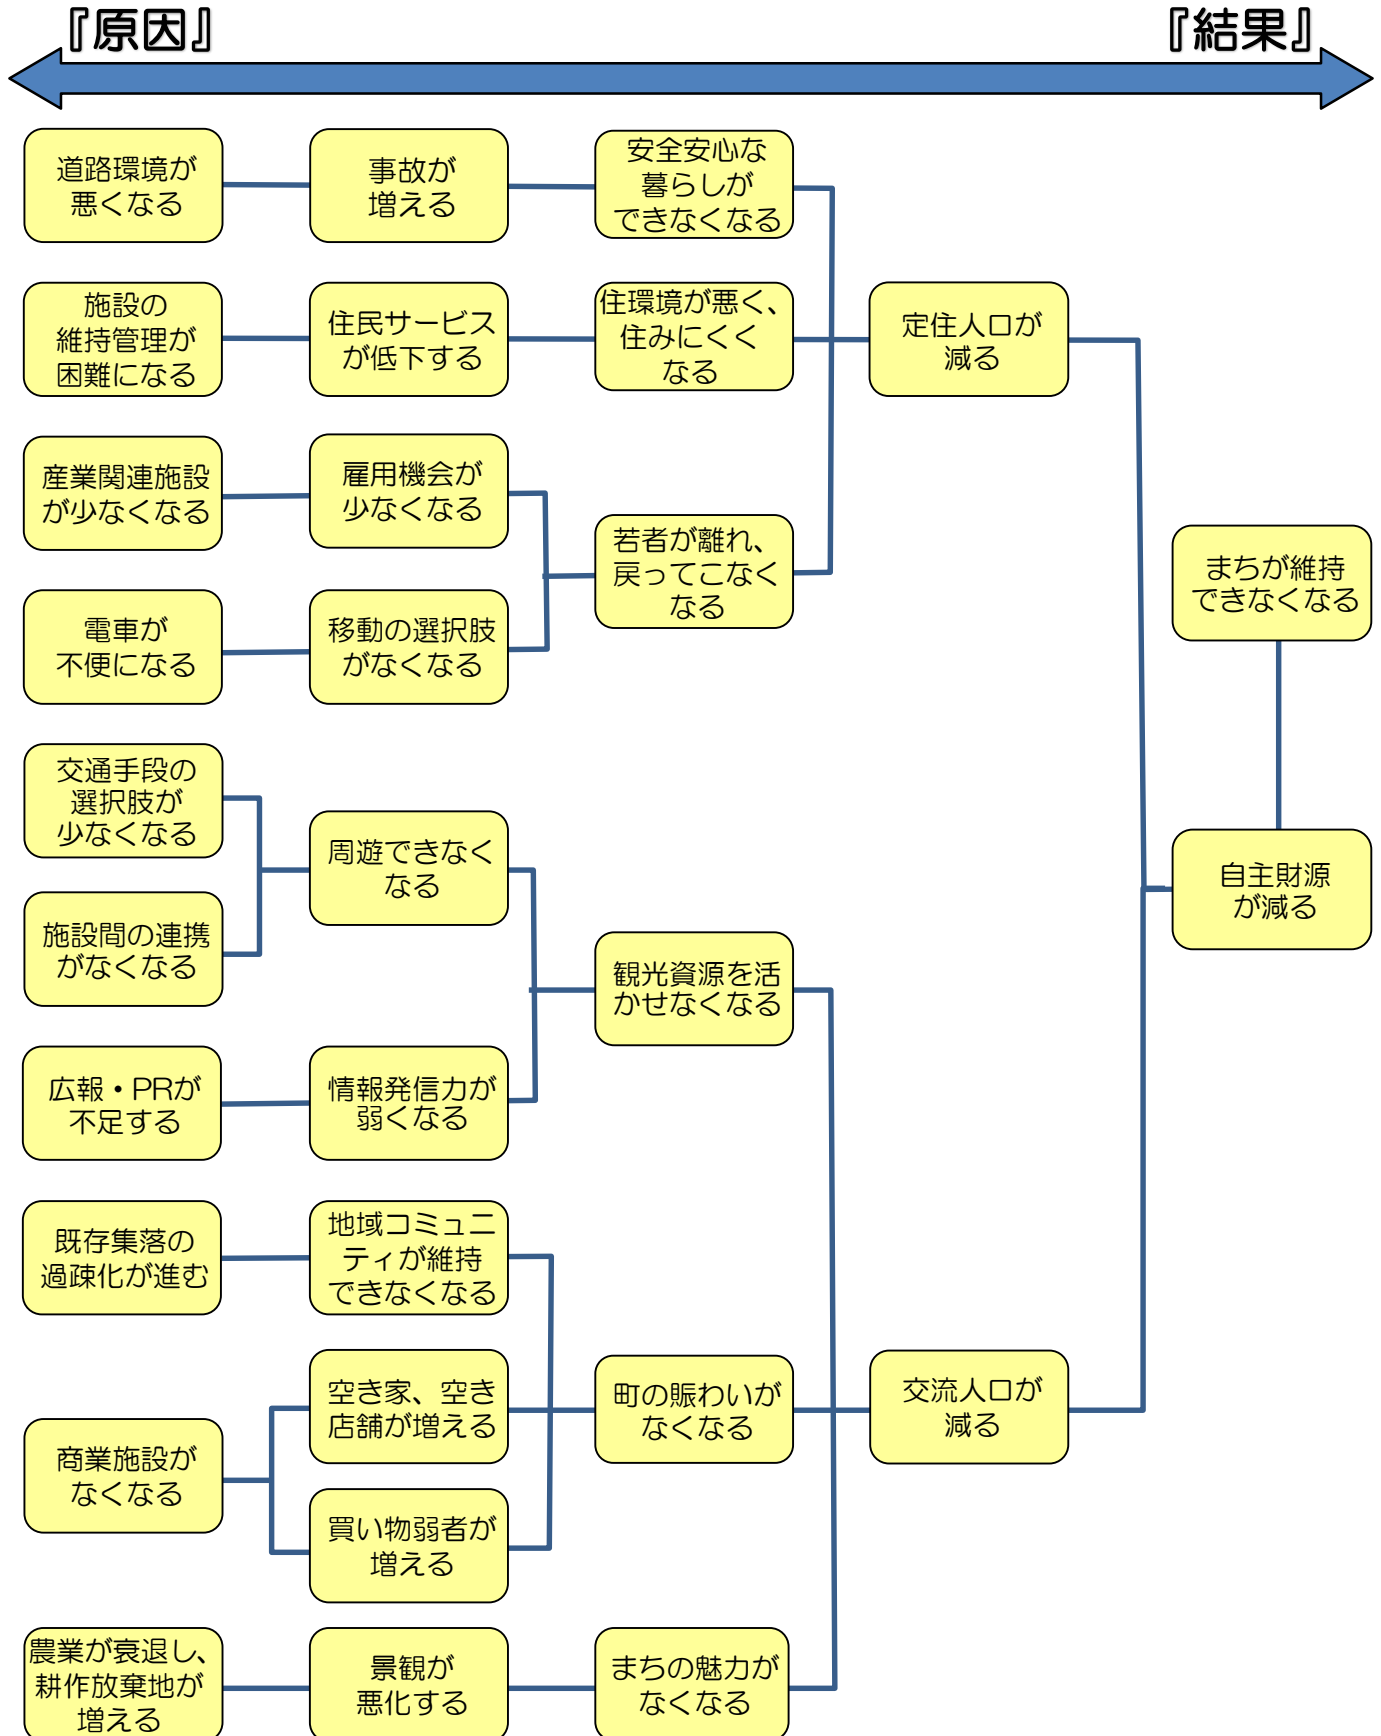 『原因』
『結果』
道路環境が
悪くなる
事故が
増える
安全安心な
暮らしが
できなくなる
施設の
維持管理が
困難になる
住民サービス
が低下する
住環境が悪く、
住みにくく
なる
定住人口が
減る
産業関連施設
が少なくなる
雇用機会が
少なくなる
若者が離れ、
戻ってこなく
なる
まちが維持
できなくなる
電車が
不便になる
移動の選択肢
がなくなる
交通手段の
選択肢が
少なくなる
周遊できなく
なる
自主財源
が減る
施設間の連携
がなくなる
観光資源を活
かせなくなる
広報・PRが
不足する
情報発信力が
弱くなる
既存集落の
過疎化が進む
地域コミュニ
ティが維持
できなくなる
空き家、空き
店舗が増える
町の賑わいが
なくなる
交流人口が
減る
商業施設が
なくなる
買い物弱者が
増える
農業が衰退し、
耕作放棄地が
増える
景観が
悪化する
まちの魅力が
なくなる